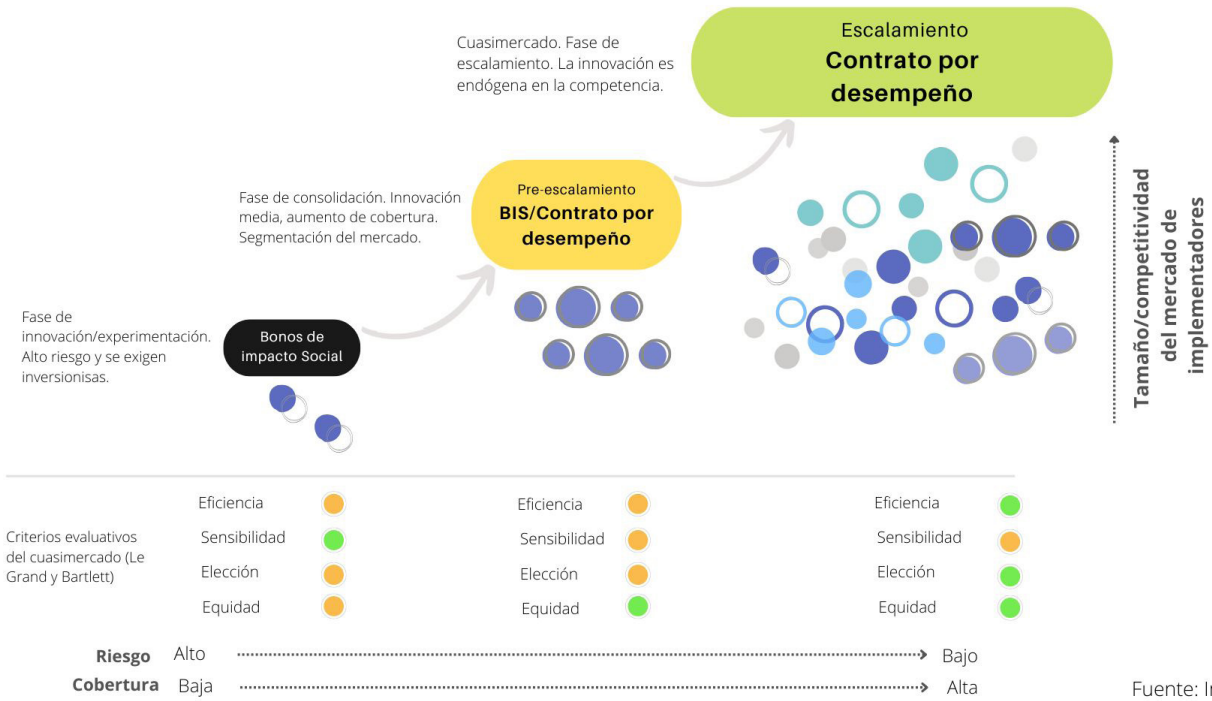 Escalamiento
Contrato por
desempeño
Cuasimercado. Fase de
escalamiento. La innovación es
endógena en la competencia.
Pre-escalamiento
BIS/Contrato por
desempeño
Fase de consolidación. Innovación
media, aumento de cobertura.
Segmentación del mercado.
Fase de
innovación/experimentación.
Alto riesgo y se exigen
inversionisas.
Bonos de
impacto Social
Tamaño/competitividad
del mercado de
implementadores
Criterios evaluativos
del cuasimercado (Le
Grand y Bartlett)
Eficiencia
Sensibilidad
Elección
Equidad
Eficiencia
Sensibilidad
Elección
Equidad
Eficiencia
Sensibilidad
Elección
Equidad
Riesgo Alto Bajo
Cobertura Baja Alta
Fuente: